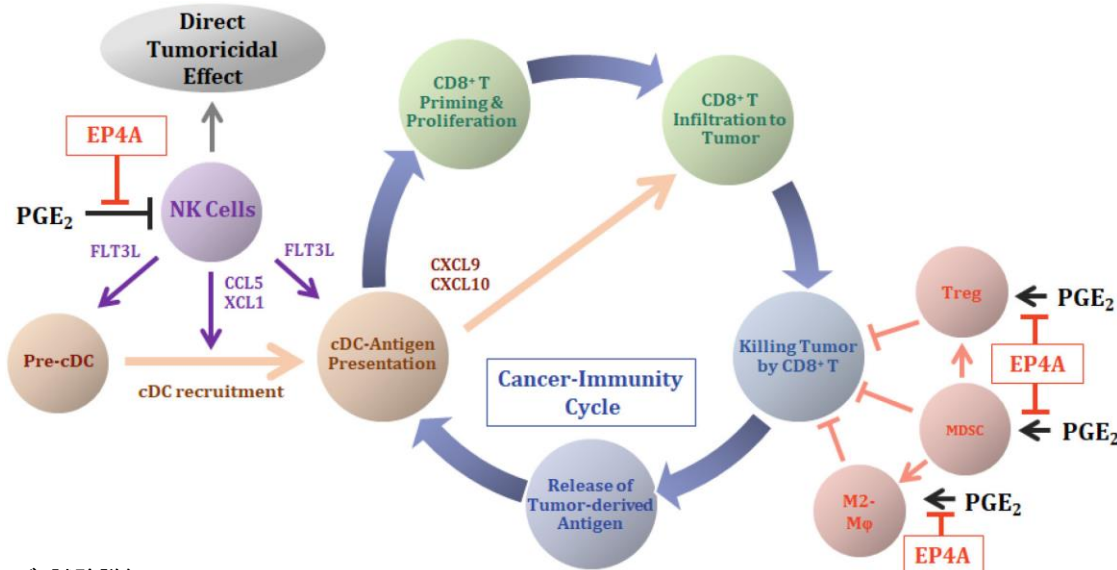 Direct
Tumoricidal
Effect
EP4A
PGE₂
NK Cells
FLT3L
CCL5
XCL1
FLT3L
Pre-cDC
cDC recruitment
cDC-Antigen
Presentation
CD8⁺ T
Priming &
Proliferation
CXCL9
CXCL10
CD8⁺ T
Infiltration to
Tumor
Cancer-Immunity
Cycle
Killing Tumor
by CD8⁺ T
Release of
Tumor-derived
Antigen
Treg
PGE₂
EP4A
MDSC
PGE₂
M2-
Mφ
PGE₂
EP4A